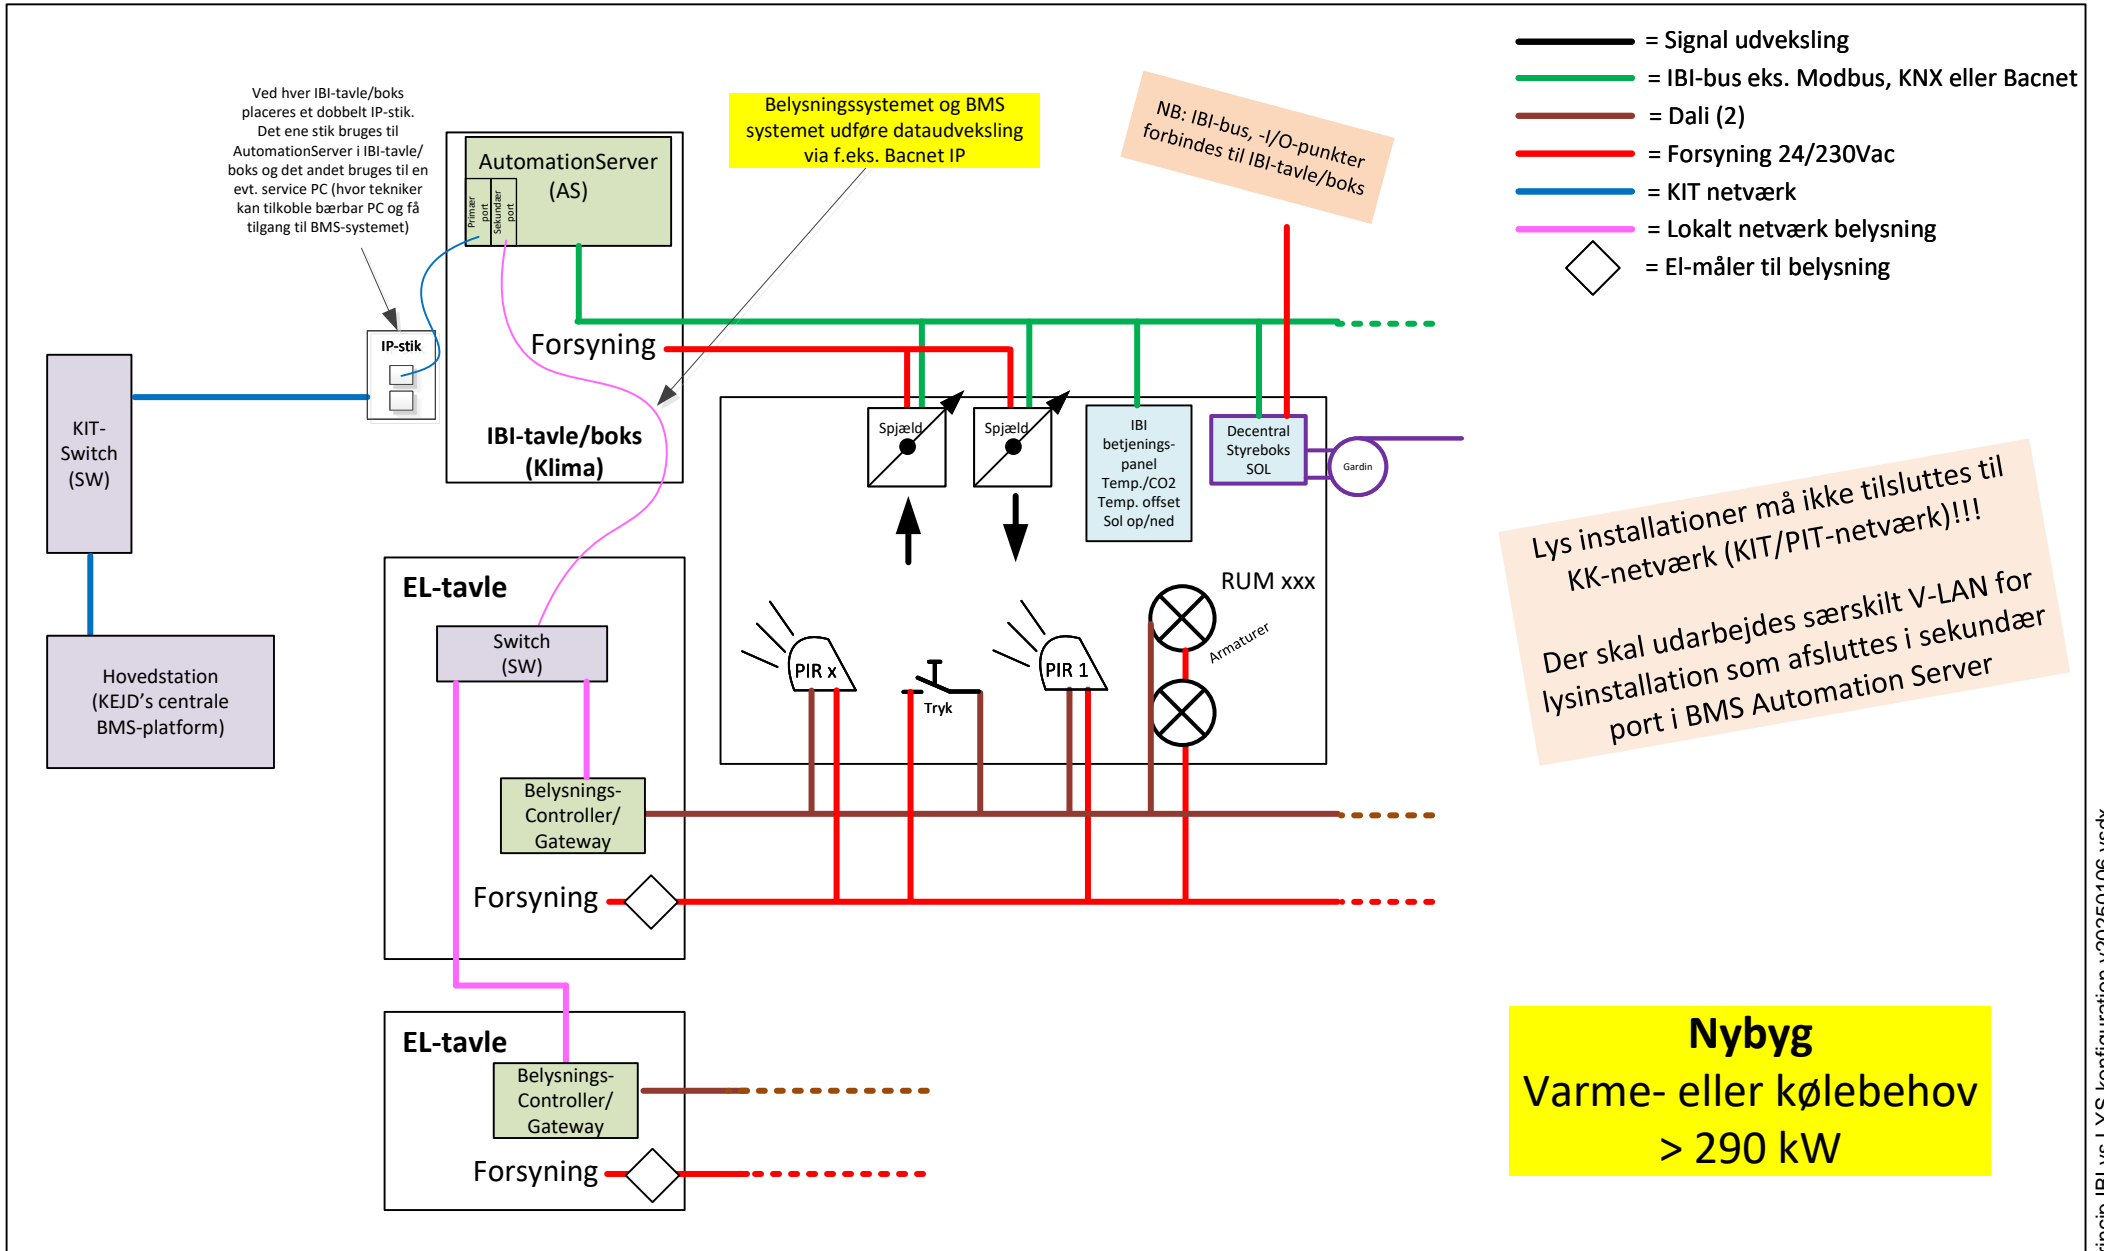 Ved hver IBI-tavle/boks
placeres et dobbelt IP-stik.
Det ene stik bruges til
AutomationServer i IBI-tavle/
boks og det andet bruges til en
evt. service PC (hvor tekniker
kan tilkoble bærbar PC og få
tilgang til BMS-systemet)
AutomationServer
(AS)
Primær
port
Sekundær
port
Belysningssystemet og BMS
systemet udføre dataudveksling
via f.eks. Bacnet IP
NB: IBI-bus, -I/O-punkter
forbindes til IBI-tavle/boks
= Signal udveksling
= IBI-bus eks. Modbus, KNX eller Bacnet
= Dali (2)
= Forsyning 24/230Vac
= KIT netværk
= Lokalt netværk belysning
= El-måler til belysning
IP-stik
Forsyning
IBI-tavle/boks
(Klima)
KIT-
Switch
(SW)
Hovedstation
(KEJD's centrale
BMS-platform)
Spjæld
Spjæld
IBI
betjenings-
panel
Temp./CO2
Temp. offset
Sol op/ned
Decentral
Styreboks
SOL
Gardin
RUM xxx
Armaturer
PIR x
Tryk
PIR 1
Lys installationer må ikke tilsluttes til
KK-netværk (KIT/PIT-netværk)!!!
Der skal udarbejdes særskilt V-LAN for
lysinstallation som afsluttes i sekundær
port i BMS Automation Server
EL-tavle
Switch
(SW)
Belysnings-
Controller/
Gateway
Forsyning
EL-tavle
Belysnings-
Controller/
Gateway
Forsyning
Nybyg
Varme- eller kølebehov
> 290 kW
IBI vs LYS konfiguration v20250106.vsdx